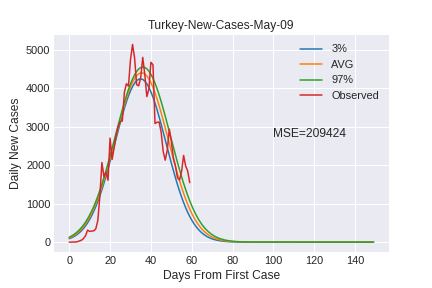 Turkey-New-Cases-May-09
3%
AVG
97%
Observed
MSE=209424
Daily New Cases
5000
4000
3000
2000
1000
0
0 20 40 60 80 100 120 140
Days From First Case